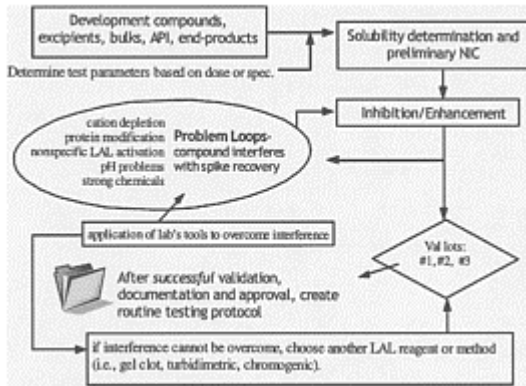 Development compounds,
excipients, bulks, API, end-products
Solubility determination and
preliminary NIC
Determine test parameters based on dose or spec.
Inhibition/Enhancement
cation depletion
protein modification
nonspecific LAL activation
pH problems
strong chemicals
Problem Loops-
compound interferes
with spike recovery
application of lab's tools to overcome interference
Val lots:
#1,#2, #3
After successful validation,
documentation and approval, create
routine testing protocol
if interference cannot be overcome, choose another LAL reagent or method
(i.e., gel clot, turbidimetric, chromogenic).